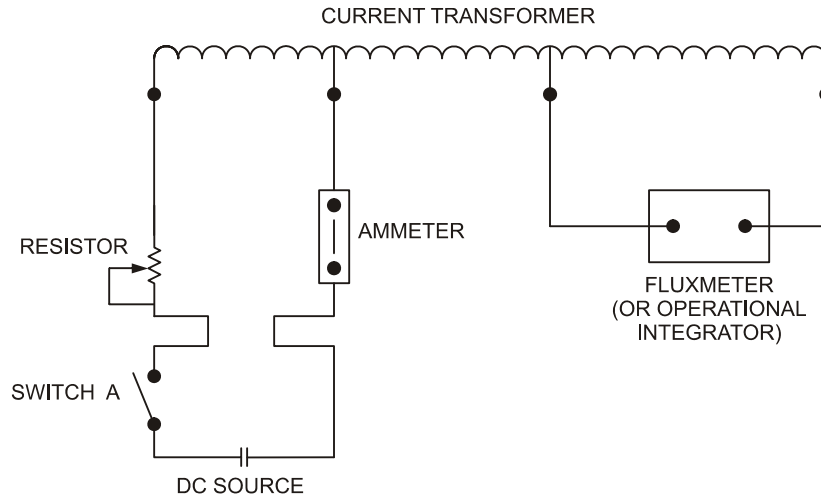 CURRENT TRANSFORMER
RESISTOR
AMMETER
FLUXMETER
(OR OPERATIONAL
INTEGRATOR)
SWITCH A
DC SOURCE